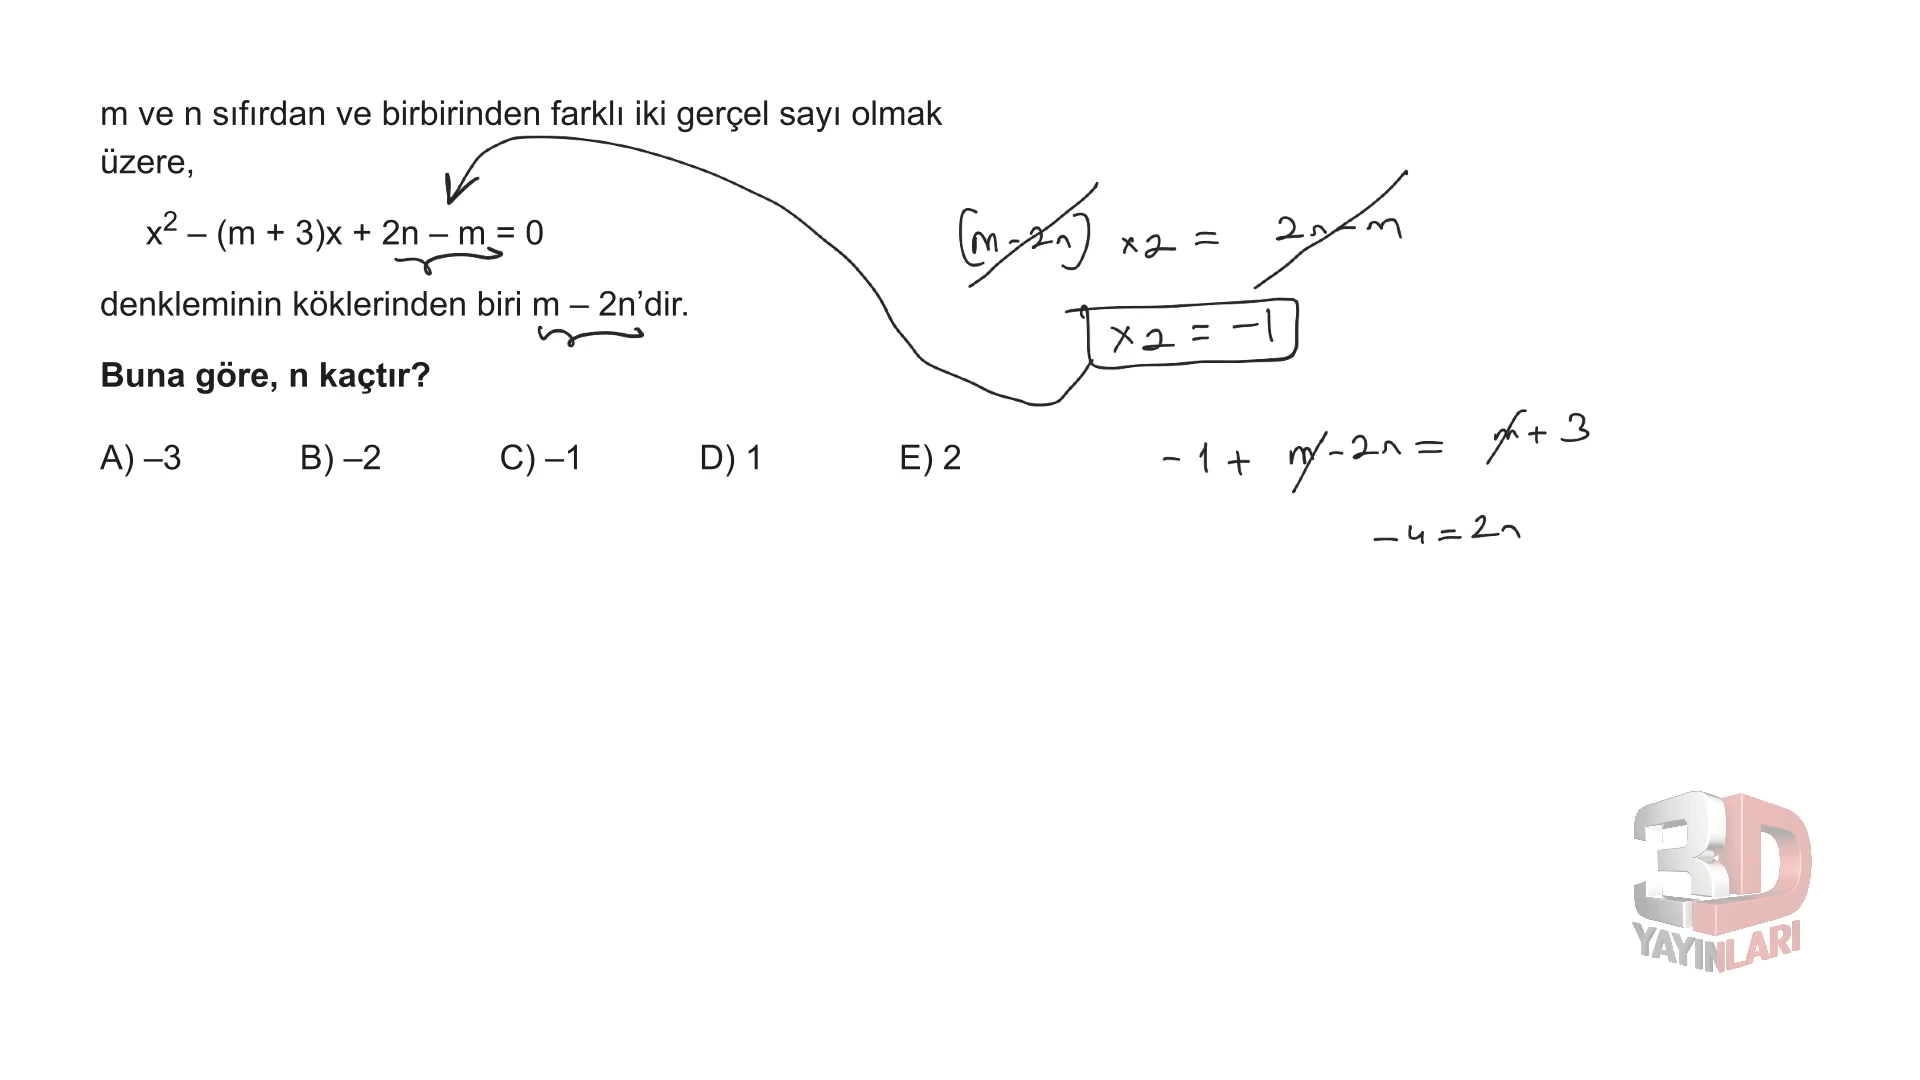 m ve n sıfırdan ve birbirinden farklı iki gerçel sayı olmak
üzere,
x² – (m + 3)x + 2n – m = 0
denkleminin köklerinden biri m – 2n’dir.
Buna göre, n kaçtır?
A) –3 B) –2 C) –1 D) 1 E) 2
(m - 2n) x2 = 2n - m
x2 = -1
-1 + m - 2n = m + 3
-4 = 2n
3D
YAYINLARI